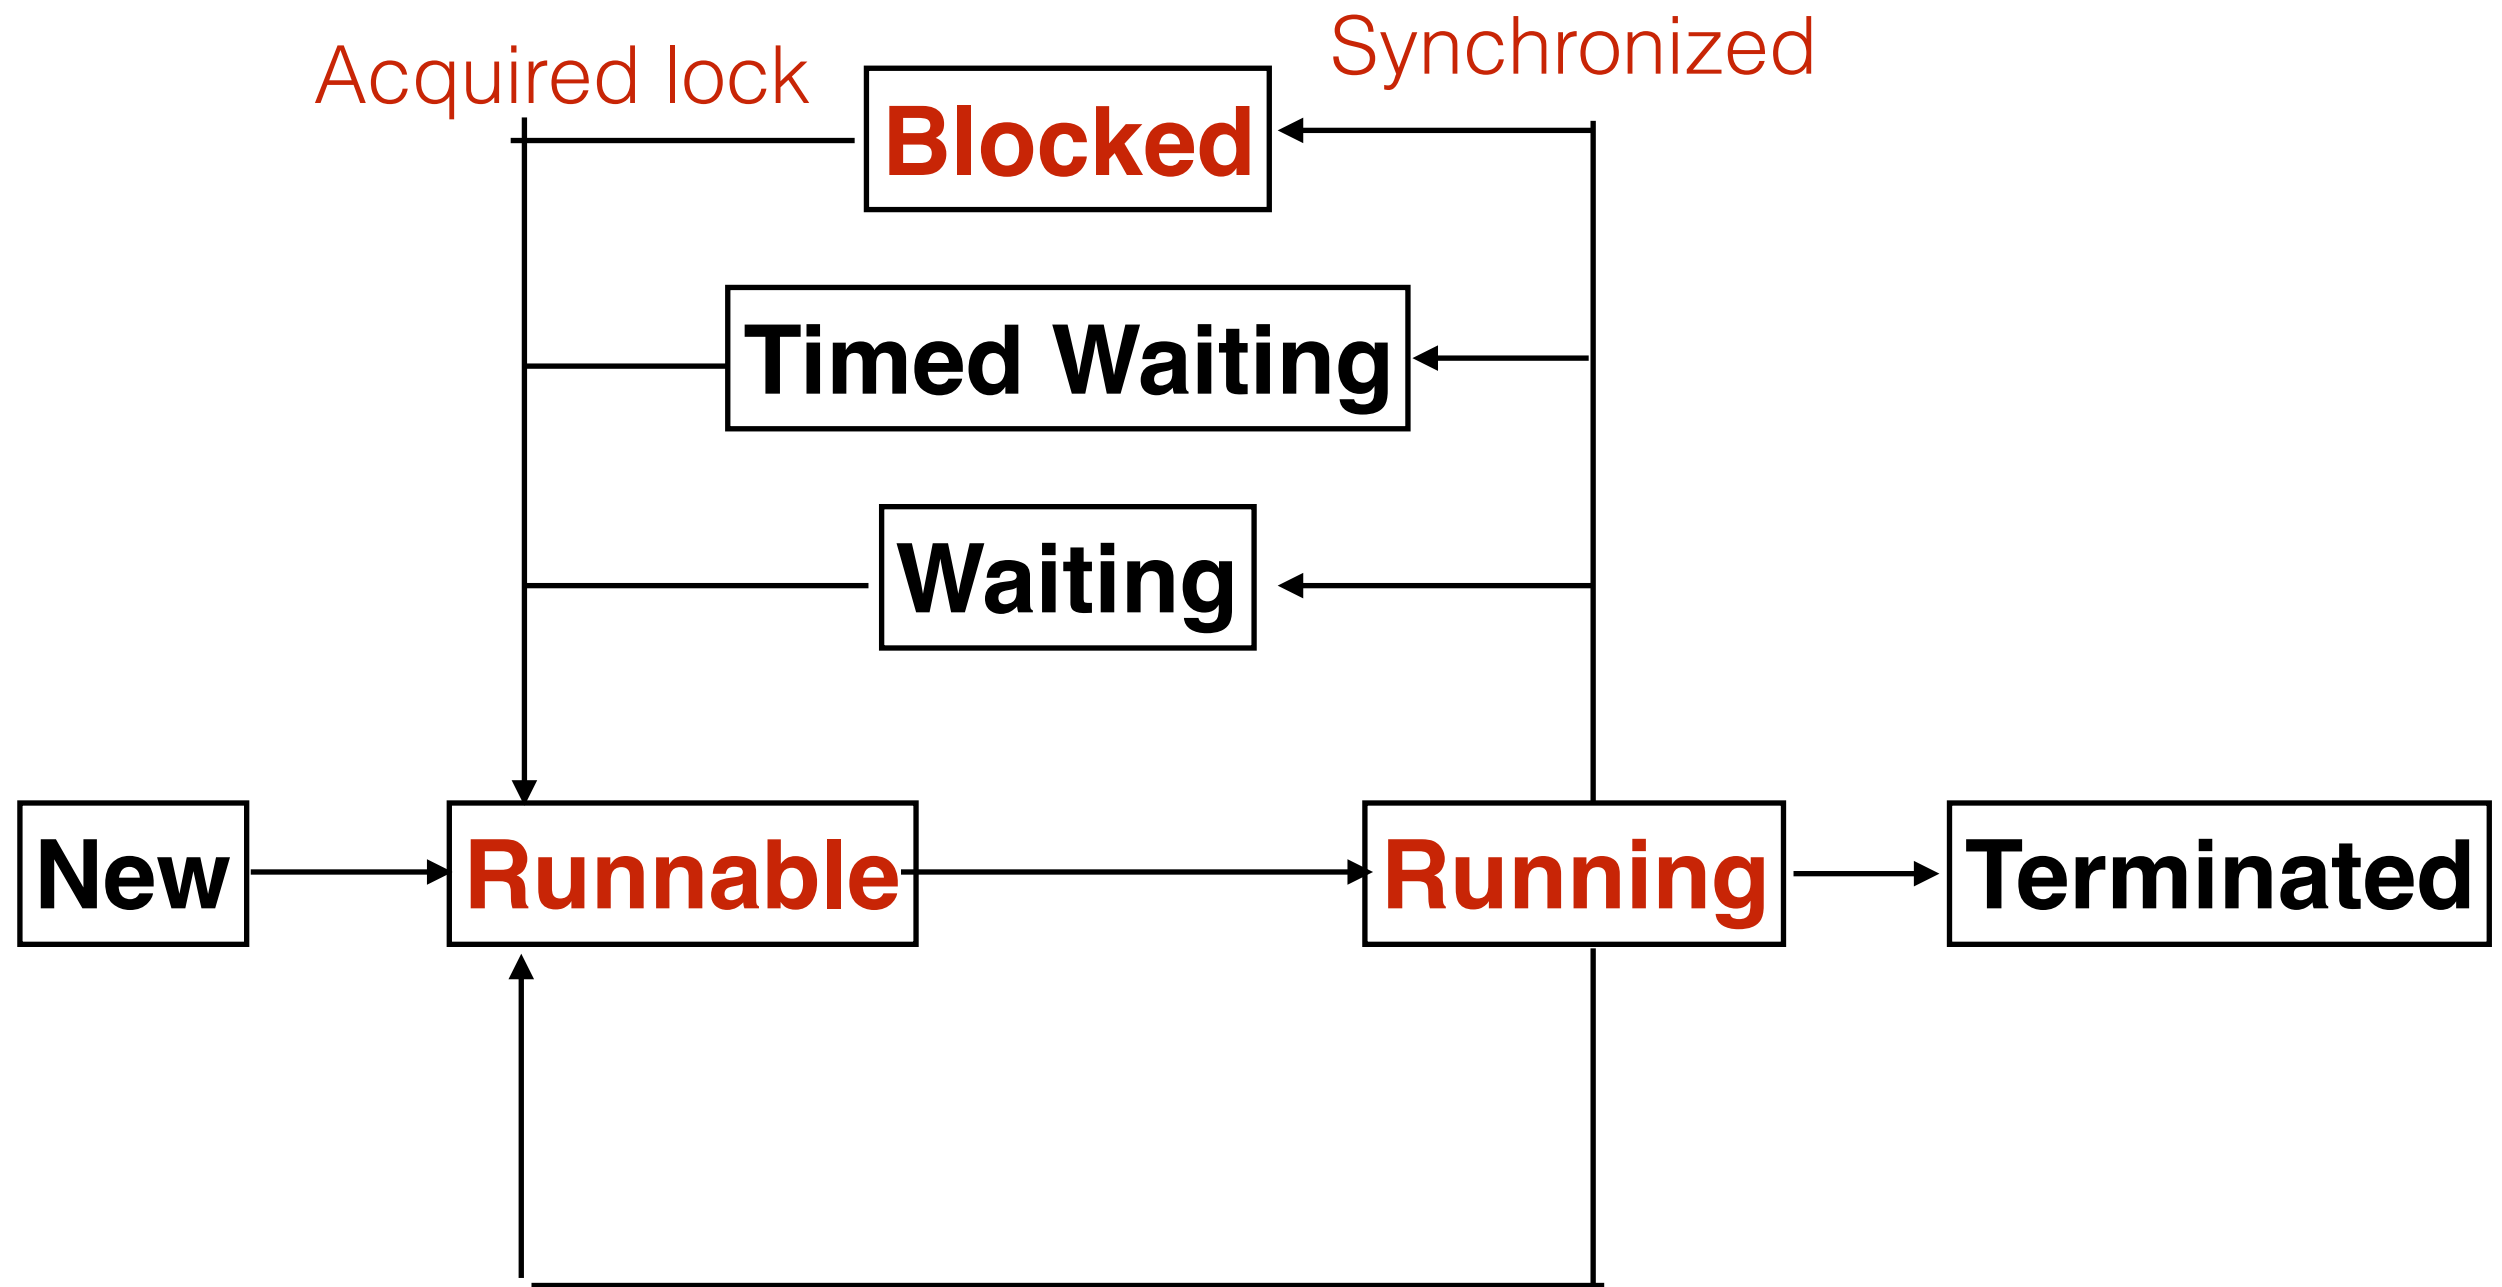 Acquired lock
Synchronized
Blocked
Timed Waiting
Waiting
New
Runnable
Running
Terminated